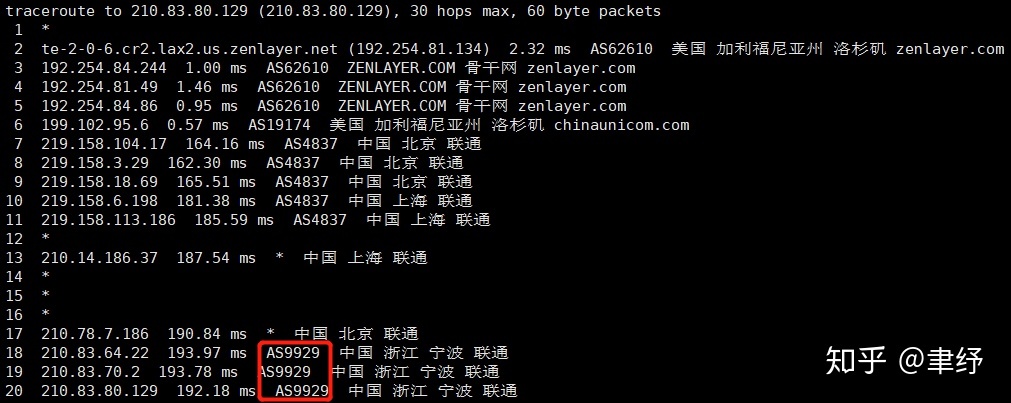 traceroute to 210.83.80.129 (210.83.80.129), 30 hops max, 60 byte packets
1 *
2 te-2-0-6.cr2.lax2.us.zenlayer.net (192.254.81.134) 2.32 ms AS62610 美国 加利福尼亚州 洛杉矶 zenlayer.com
3 192.254.84.244 1.00 ms AS62610 ZENLAYER.COM 骨干网 zenlayer.com
4 192.254.81.49 1.46 ms AS62610 ZENLAYER.COM 骨干网 zenlayer.com
5 192.254.84.86 0.95 ms AS62610 ZENLAYER.COM 骨干网 zenlayer.com
6 199.102.95.6 0.57 ms AS19174 美国 加利福尼亚州 洛杉矶 chinaunicom.com
7 219.158.104.17 164.16 ms AS4837 中国 北京 联通
8 219.158.3.29 162.30 ms AS4837 中国 北京 联通
9 219.158.18.69 165.51 ms AS4837 中国 北京 联通
10 219.158.6.198 181.38 ms AS4837 中国 上海 联通
11 219.158.113.186 185.59 ms AS4837 中国 上海 联通
12 *
13 210.14.186.37 187.54 ms * 中国 上海 联通
14 *
15 *
16 *
17 210.78.7.186 190.84 ms * 中国 北京 联通
18 210.83.64.22 193.97 ms AS9929 中国 浙江 宁波 联通
19 210.83.70.2 193.78 ms AS9929 中国 浙江 宁波 联通
20 210.83.80.129 192.18 ms AS9929 中国 浙江 宁波 联通
知乎 @聿纾